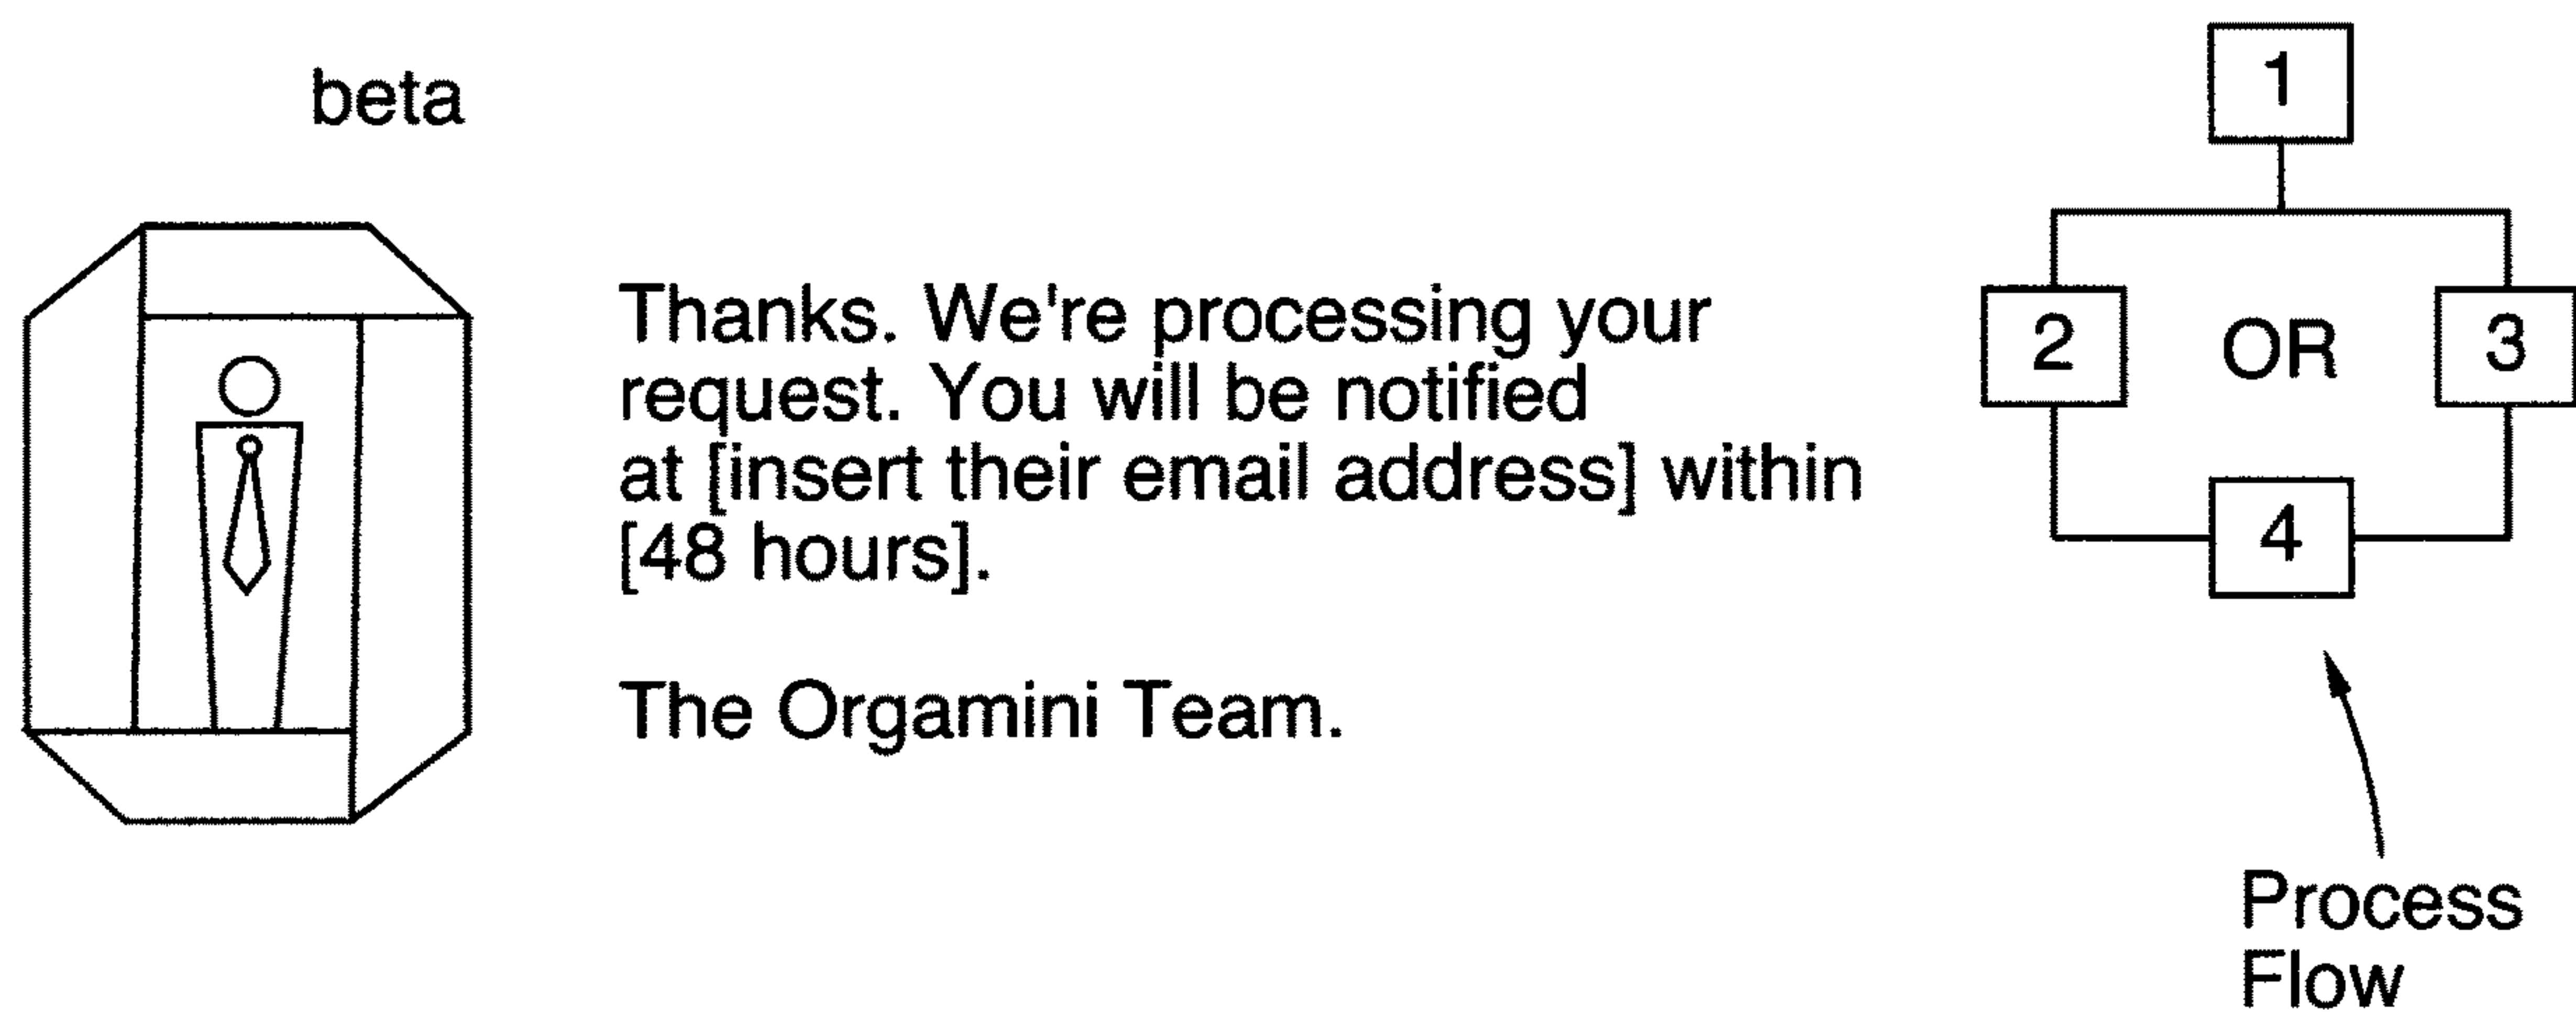 beta
Thanks. We're processing your
request. You will be notified
at [insert their email address] within
[48 hours].
The Orgamini Team.
1
2 OR 3
4
Process
Flow